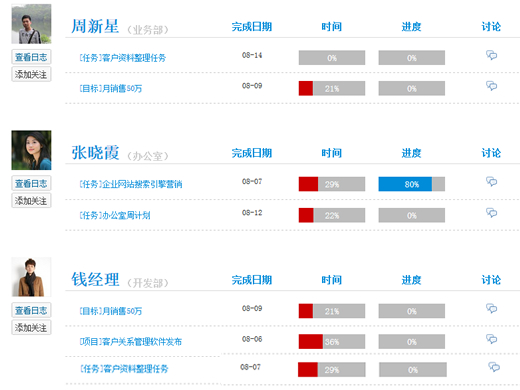 周新星 (业务部) 完成日期 时间 进度 讨论
查看日志
添加关注
[任务]客户资料整理任务 08-14 0% 0%
[目标]月销售50万 08-09 21% 0%
张晓霞 (办公室) 完成日期 时间 进度 讨论
查看日志
添加关注
[任务]企业网站搜索引擎营销 08-07 29% 80%
[任务]办公室周计划 08-12 22% 0%
钱经理 (开发部) 完成日期 时间 进度 讨论
查看日志
添加关注
[目标]月销售50万 08-09 21% 0%
[项目]客户关系管理软件发布 08-06 36% 0%
[任务]客户资料整理任务 08-07 29% 0%